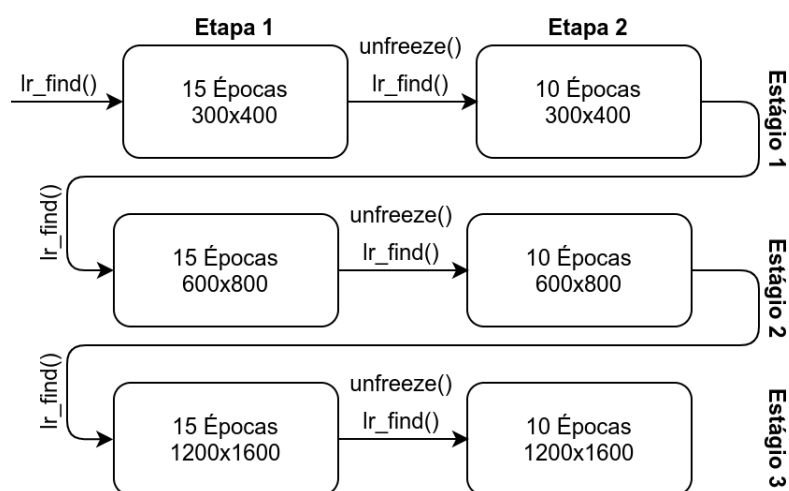 Etapa 1
unfreeze()
Etapa 2
lr_find()
15 Épocas
300x400
lr_find()
10 Épocas
300x400
Estágio 1
lr_find()
15 Épocas
600x800
unfreeze()
lr_find()
10 Épocas
600x800
Estágio 2
lr_find()
15 Épocas
1200x1600
unfreeze()
lr_find()
10 Épocas
1200x1600
Estágio 3